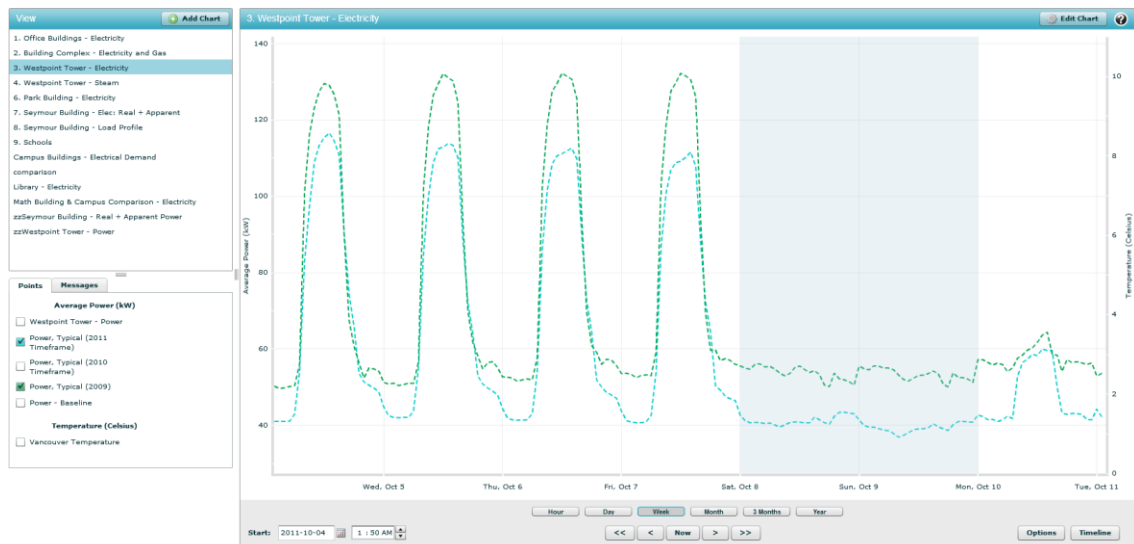 View
Add Chart
1. Office Buildings - Electricity
2. Building Complex - Electricity and Gas
3. Westpoint Tower - Electricity
4. Westpoint Tower - Steam
6. Park Building - Electricity
7. Seymour Building - Elec: Real + Apparent
8. Seymour Building - Load Profile
9. Schools
Campus Buildings - Electrical Demand
comparison
Library - Electricity
Math Building & Campus Comparison - Electricity
zzSeymour Building - Real + Apparent Power
zzWestpoint Tower - Power
Points
Messages
Average Power (kW)
Westpoint Tower - Power
Power, Typical (2011
Timeframe)
Power, Typical (2010
Timeframe)
Power, Typical (2009)
Power - Baseline
Temperature (Celsius)
Vancouver Temperature
3. Westpoint Tower - Electricity
Edit Chart
?
140
120
100
80
60
40
Average Power (kW)
10
8
6
4
2
0
Temperature (Celsius)
Wed, Oct 5
Thu, Oct 6
Fri, Oct 7
Sat, Oct 8
Sun, Oct 9
Mon, Oct 10
Tue, Oct 11
Hour
Day
Week
Month
3 Months
Year
Start:
2011-10-04
1 : 50 AM
<<
<
Now
>
>>
Options
Timeline